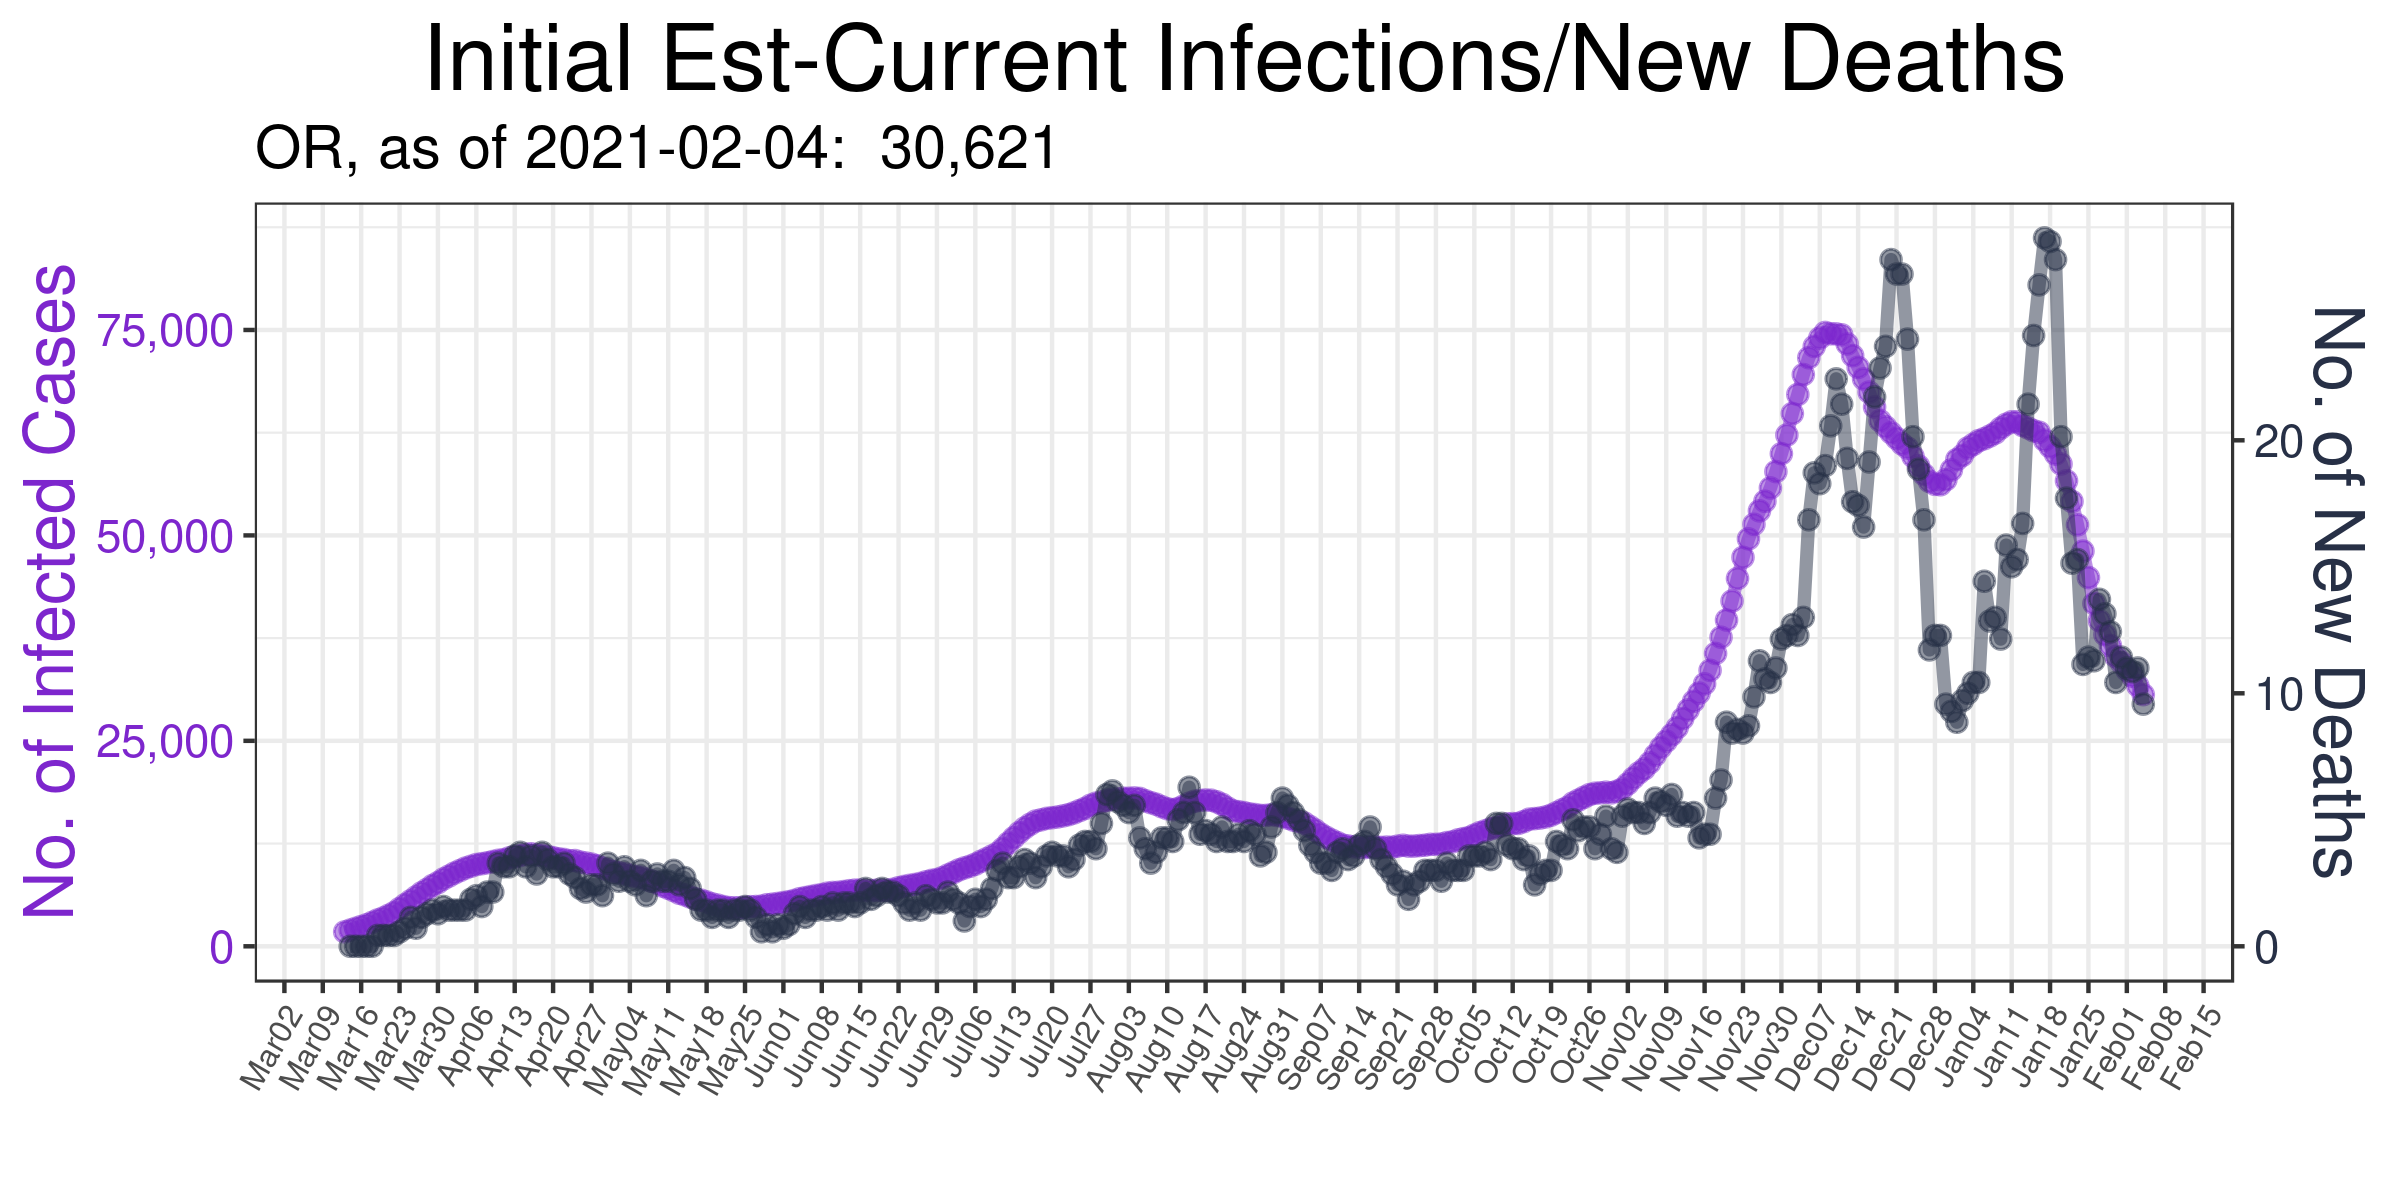 Initial Est-Current Infections/New Deaths
OR, as of 2021-02-04: 30,621
No. of Infected Cases
75,000
50,000
25,000
0
20
10
0
No. of New Deaths
Mar02
Mar09
Mar16
Mar23
Mar30
Apr06
Apr13
Apr20
Apr27
May04
May11
May18
May25
Jun01
Jun08
Jun15
Jun22
Jun29
Jul06
Jul13
Jul20
Jul27
Aug03
Aug10
Aug17
Aug24
Aug31
Sep07
Sep14
Sep21
Sep28
Oct05
Oct12
Oct19
Oct26
Nov02
Nov09
Nov16
Nov23
Nov30
Dec07
Dec14
Dec21
Dec28
Jan04
Jan11
Jan18
Jan25
Feb01
Feb08
Feb15